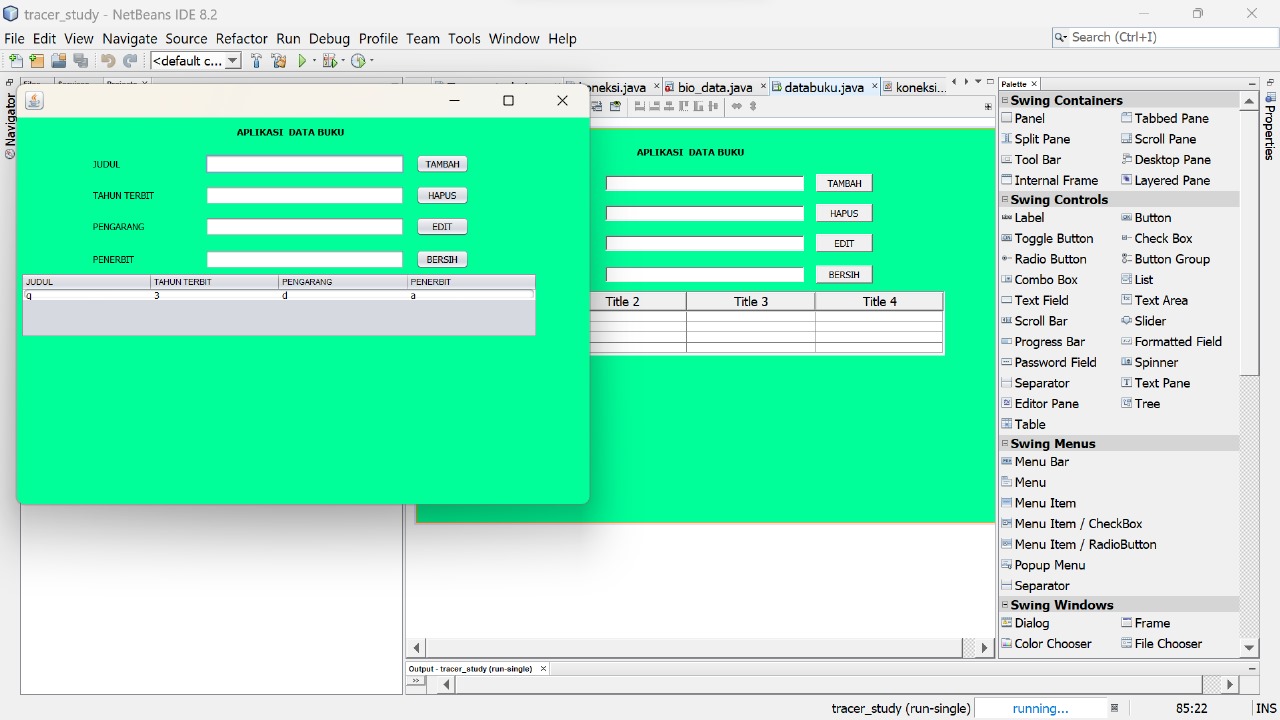 tracer_study - NetBeans IDE 8.2
File Edit View Navigate Source Refactor Run Debug Profile Team Tools Window Help
Search (Ctrl+I)
<default c...
bio_data.java
databuku.java
koneksi...
Navigator
APLIKASI DATA BUKU
JUDUL
TAMBAH
TAHUN TERBIT
HAPUS
PENGARANG
EDIT
PENERBIT
BERSIH
JUDUL TAHUN TERBIT PENGARANG PENERBIT
q 3 d a
APLIKASI DATA BUKU
TAMBAH
HAPUS
EDIT
BERSIH
Title 2 Title 3 Title 4
Palette
Properties
Swing Containers
Panel Tabbed Pane
Split Pane Scroll Pane
Tool Bar Desktop Pane
Internal Frame Layered Pane
Swing Controls
Label Button
Toggle Button Check Box
Radio Button Button Group
Combo Box List
Text Field Text Area
Scroll Bar Slider
Progress Bar Formatted Field
Password Field Spinner
Separator Text Pane
Editor Pane Tree
Table
Swing Menus
Menu Bar
Menu
Menu Item
Menu Item / CheckBox
Menu Item / RadioButton
Popup Menu
Separator
Swing Windows
Dialog Frame
Color Chooser File Chooser
Output - tracer_study (run-single)
tracer_study (run-single) running... 85:22 INS